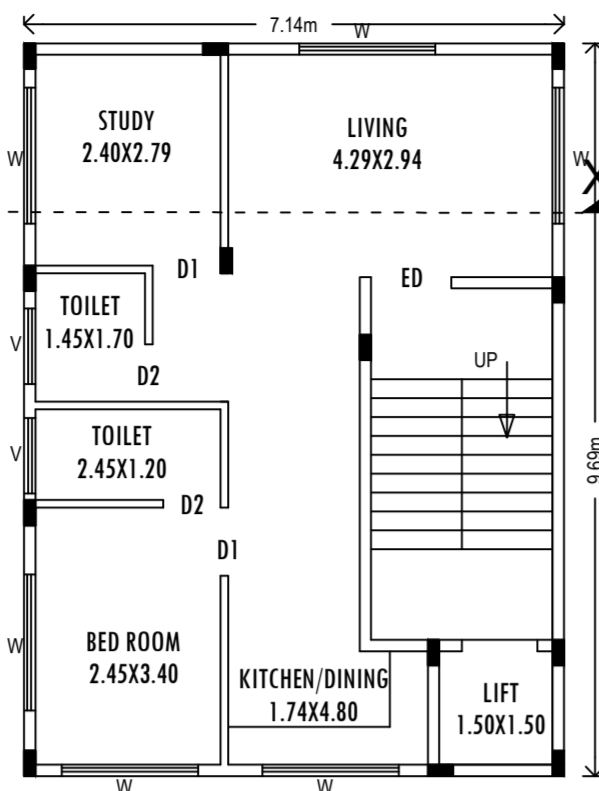 7.14m
W
STUDY
2.40X2.79
LIVING
4.29X2.94
W
W
X
D1
ED
TOILET
1.45X1.70
V
UP
D2
TOILET
2.45X1.20
V
9.69m
D2
D1
W
BED ROOM
2.45X3.40
KITCHEN/DINING
1.74X4.80
LIFT
1.50X1.50
W
W